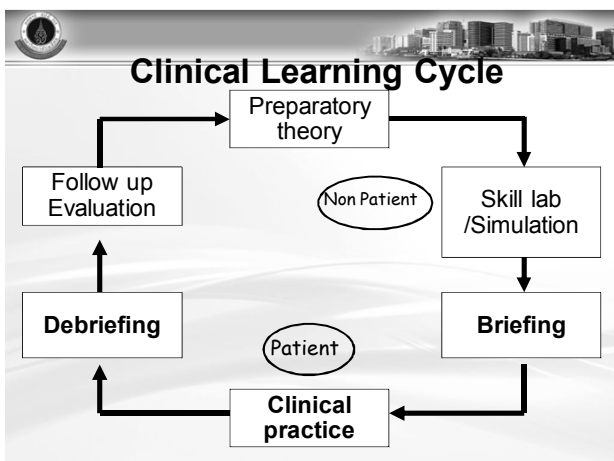 Clinical Learning Cycle
Preparatory
theory
Follow up
Evaluation
Non Patient
Skill lab
/Simulation
Debriefing
Briefing
Patient
Clinical
practice